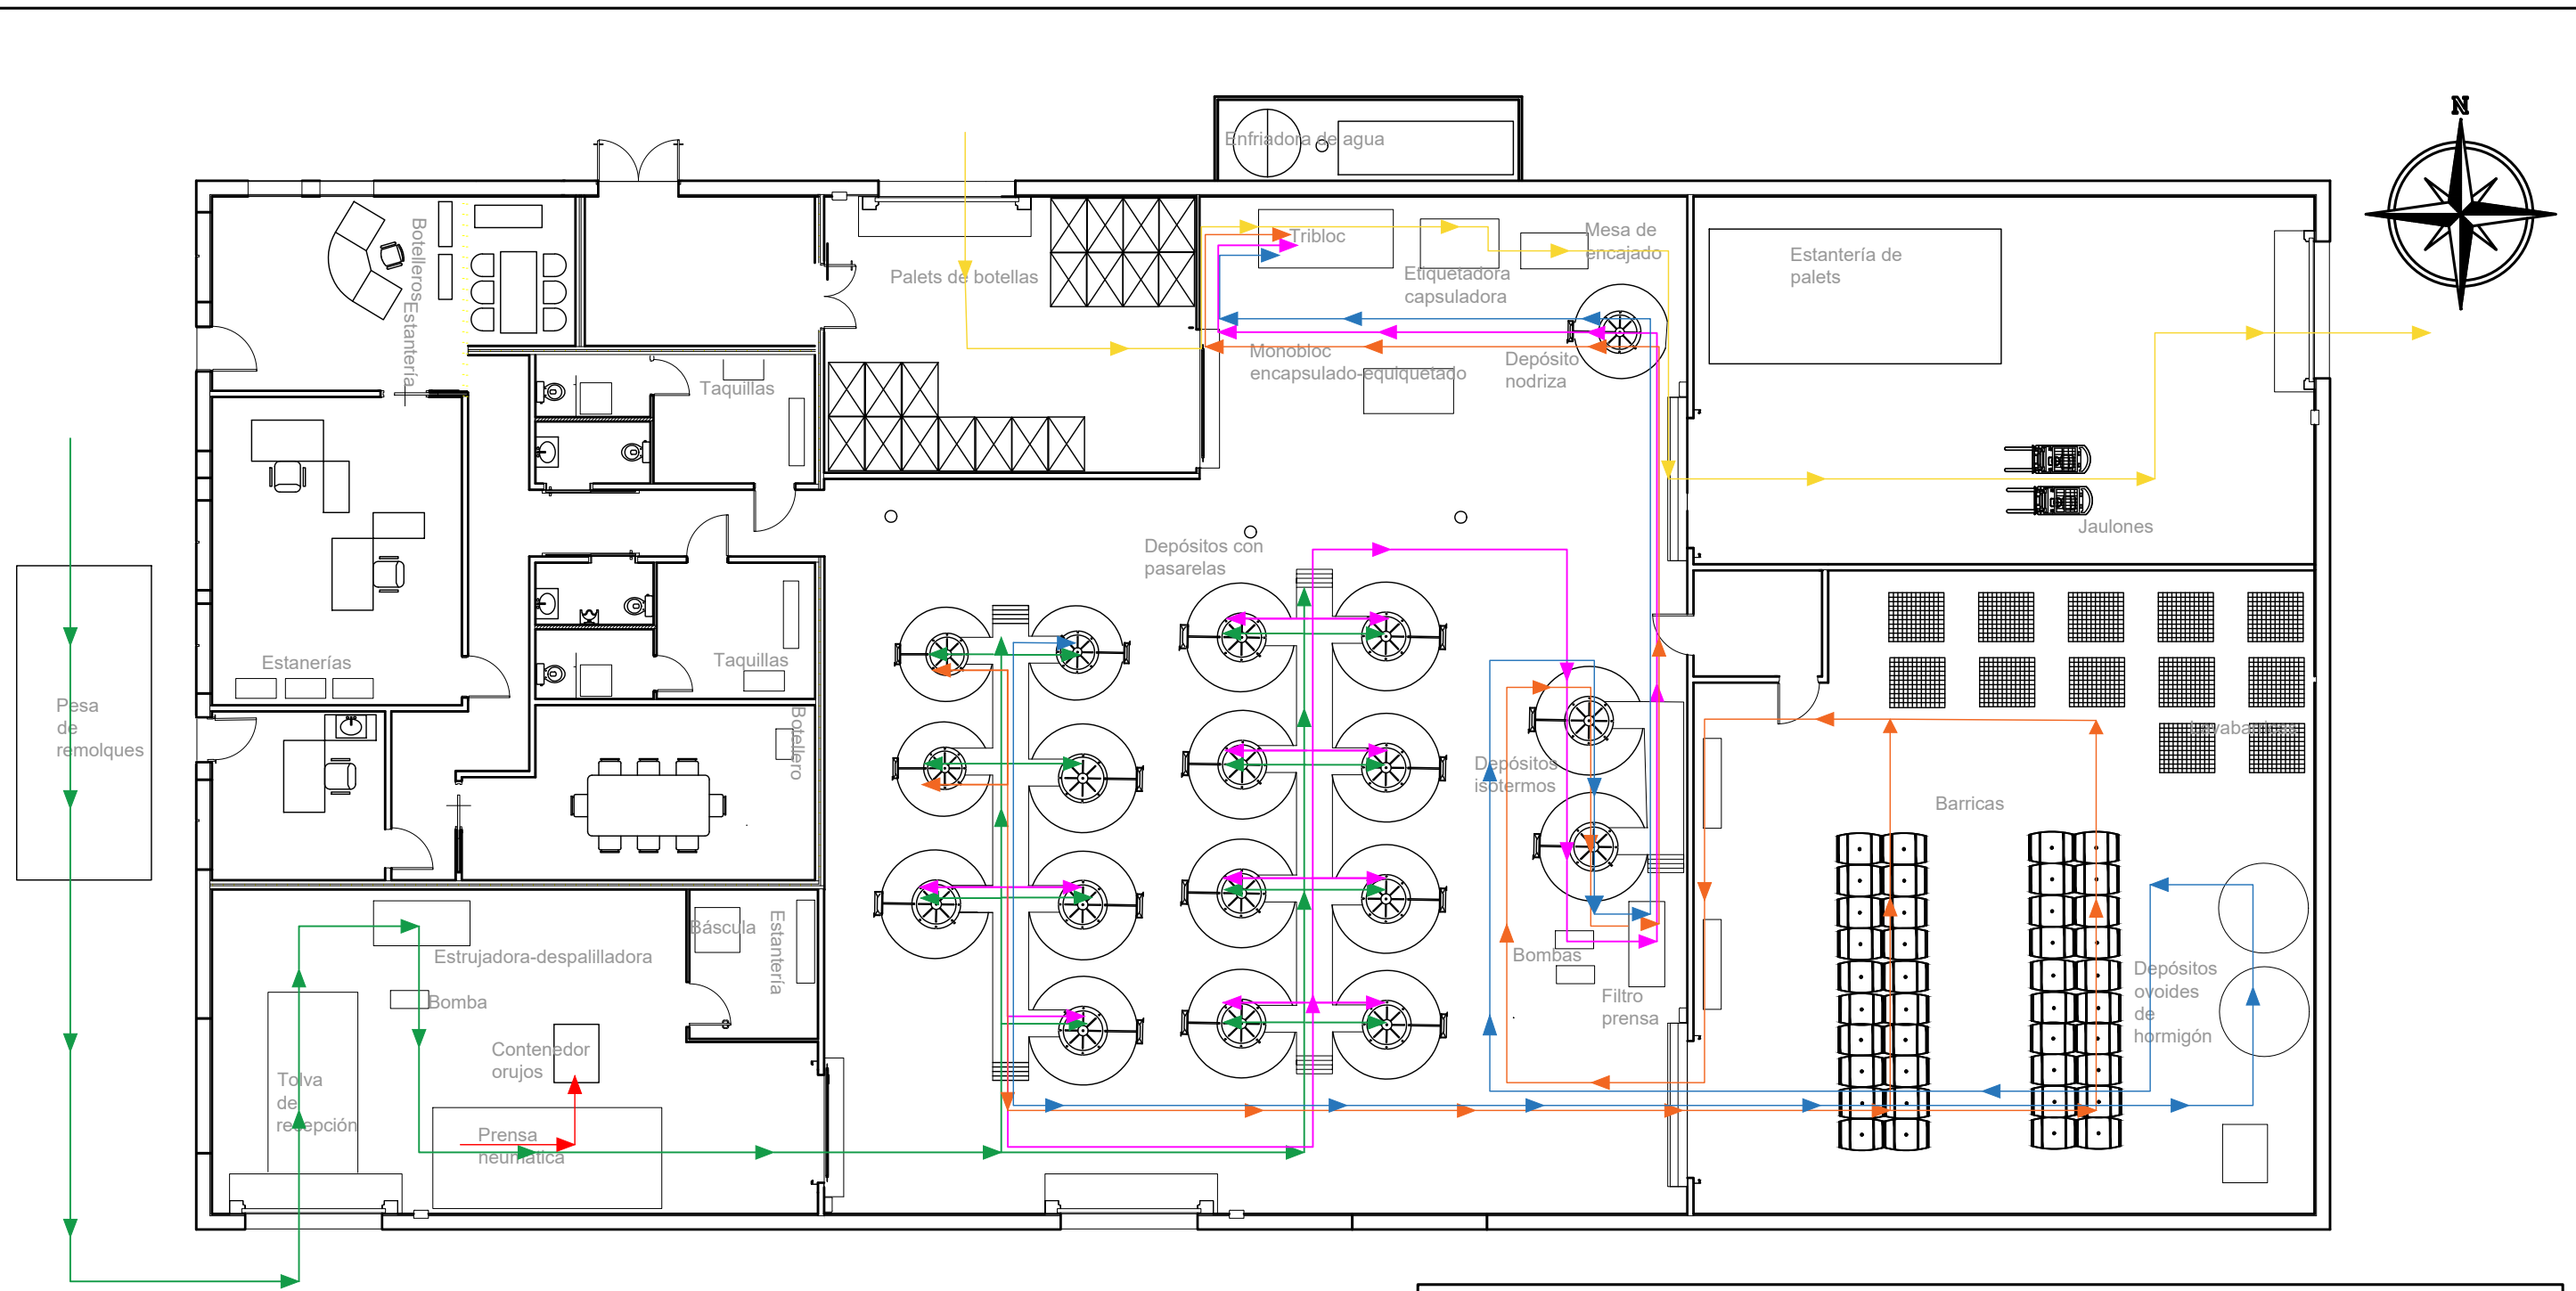 N
Enfriadora de agua
Botelleros
Estantería
Palets de botellas
Tribloc
Mesa de
encajado
Etiquetadora
capsuladora
Estantería de
palets
Monobloc
encapsulado-equiquetado
Depósito
nodriza
Taquillas
Jaulones
Depósitos con
pasarelas
Estanerías
Taquillas
Pesa
de
remolques
Botellero
Lavabarricas
Depósitos
isotermos
Barricas
Báscula
Estantería
Estrujadora-despalilladora
Bombas
Bomba
Filtro
prensa
Depósitos
ovoides
de
hormigón
Contenedor
orujos
Tolva
de
recepción
Prensa
neumática